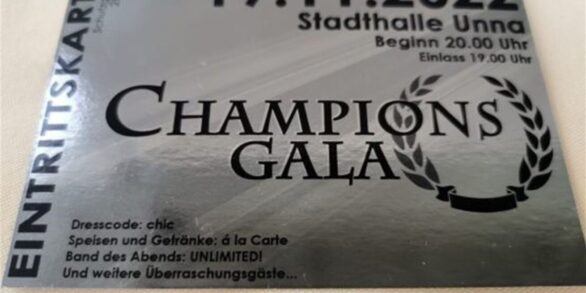 Stadthalle Unna
Beginn 20.00 Uhr
Einlass 19.00 Uhr
EINTRITTSKART
CHAMPIONS
GALA
Dresscode: chic
Speisen und Getränke: á la Carte
Band des Abends: UNLIMITED!
Und weitere Überraschungsgäste...